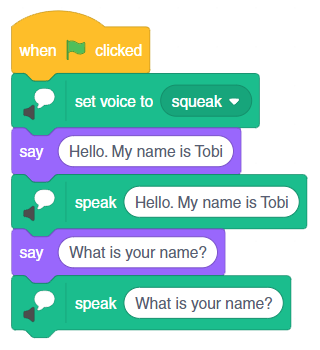 when clicked
set voice to squeak
say Hello. My name is Tobi
speak Hello. My name is Tobi
say What is your name?
speak What is your name?